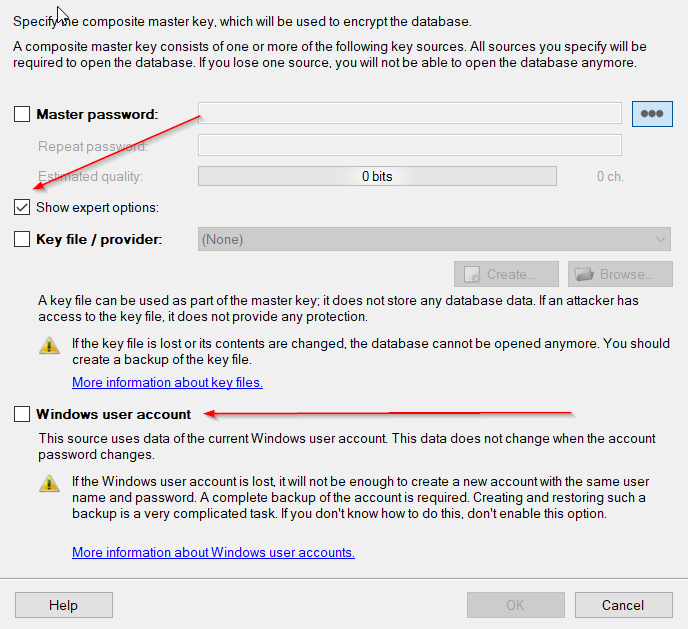 Specify the composite master key, which will be used to encrypt the database.
A composite master key consists of one or more of the following key sources. All sources you specify will be
required to open the database. If you lose one source, you will not be able to open the database anymore.
Master password:
Repeat password:
Estimated quality: 0 bits 0 ch.
Show expert options:
Key file / provider: (None)
Create... Browse...
A key file can be used as part of the master key; it does not store any database data. If an attacker has
access to the key file, it does not provide any protection.
If the key file is lost or its contents are changed, the database cannot be opened anymore. You should
create a backup of the key file.
More information about key files.
Windows user account
This source uses data of the current Windows user account. This data does not change when the account
password changes.
If the Windows user account is lost, it will not be enough to create a new account with the same user
name and password. A complete backup of the account is required. Creating and restoring such a
backup is a very complicated task. If you don't know how to do this, don't enable this option.
More information about Windows user accounts.
Help OK Cancel